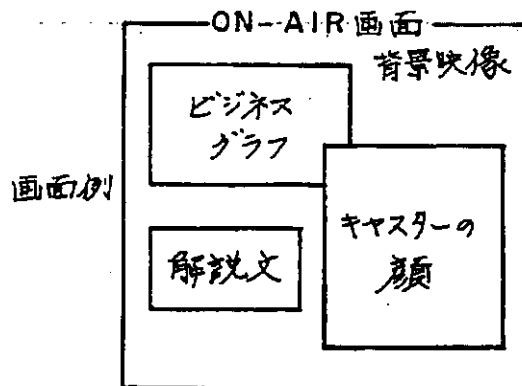 ON-AIR画面
背景映像
ビジネス
グラフ
画面例
キャスターの
顔
解説文